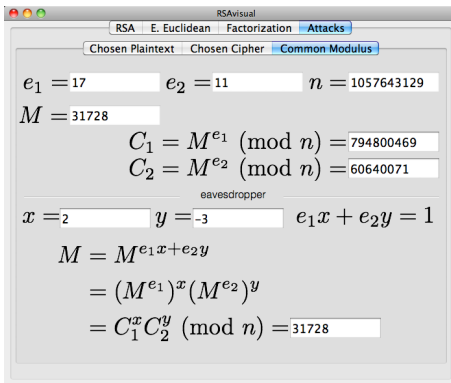 RSAvisual
RSA E. Euclidean Factorization Attacks
Chosen Plaintext Chosen Cipher Common Modulus
e₁ = 17 e₂ = 11 n = 1057643129
M = 31728
C₁ = M^{e₁} (mod n) = 794800469
C₂ = M^{e₂} (mod n) = 60640071
eavesdropper
x = 2 y = -3 e₁x + e₂y = 1
M = M^{e₁x+e₂y}
= (M^{e₁})^x(M^{e₂})^y
= C₁^x C₂^y (mod n) = 31728